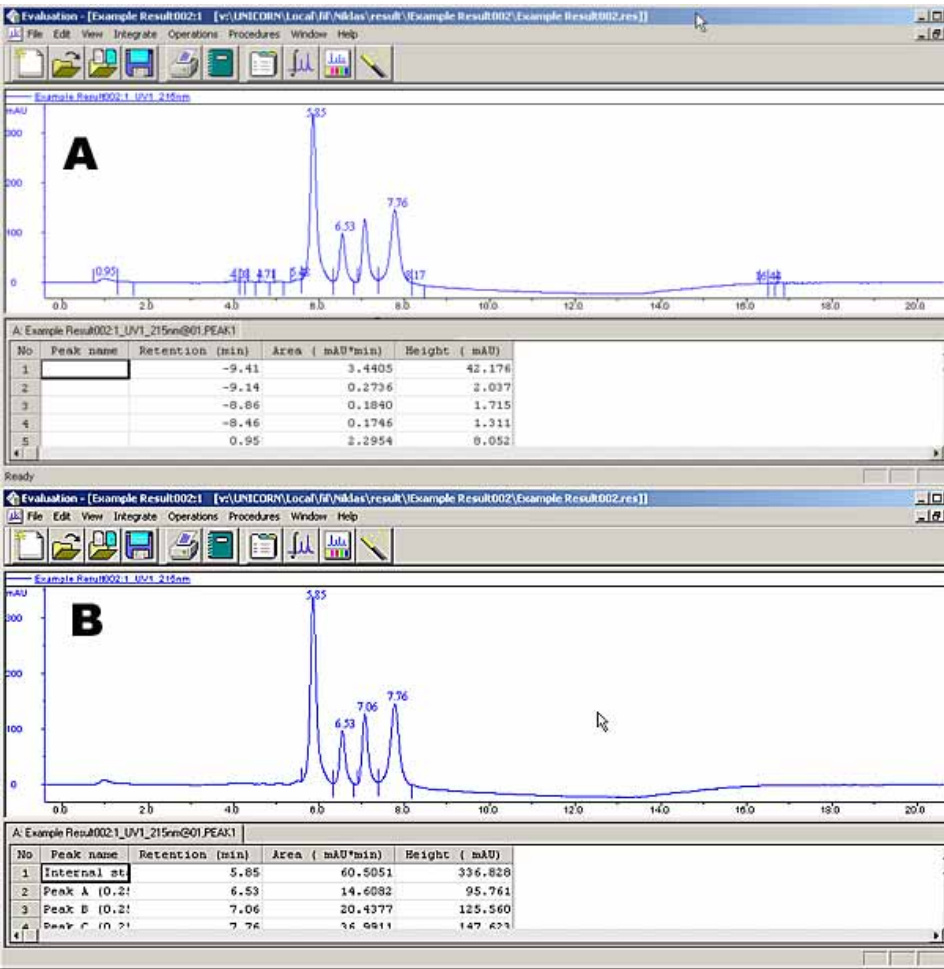 Evaluation - [Example Result002:1 [v:\UNICORN\Local\fil\Niklas\result\!Example Result002\Example Result002.res]]
File Edit View Integrate Operations Procedures Window Help
Example Result002:1_UV1_215nm
mAU
5.85
300
A
200
7.76
6.53
100
0.95 4.71 8.17
0
0.0 2.0 4.0 6.0 8.0 10.0 12.0 14.0 16.0 18.0 20.0
A: Example Result002:1_UV1_215nm@01,PEAK1
No Peak name Retention (min) Area ( mAU*min) Height ( mAU)
1 -9.41 3.4405 42.176
2 -9.14 0.2736 2.037
3 -8.86 0.1840 1.715
4 -8.46 0.1746 1.311
5 0.95 2.2954 8.052
Ready
Evaluation - [Example Result002:1 [v:\UNICORN\Local\fil\Niklas\result\!Example Result002\Example Result002.res]]
File Edit View Integrate Operations Procedures Window Help
Example Result002:1_UV1_215nm
mAU
5.85
300
B
200
7.76
7.06
6.53
100
0
0.0 2.0 4.0 6.0 8.0 10.0 12.0 14.0 16.0 18.0 20.0
A: Example Result002:1_UV1_215nm@01,PEAK1
No Peak name Retention (min) Area ( mAU*min) Height ( mAU)
1 Internal st 5.85 60.5051 336.828
2 Peak A (0.2 6.53 14.6082 95.761
3 Peak B (0.2 7.06 20.4377 125.560
4 Peak C (0.2 7.76 36.9911 147.623